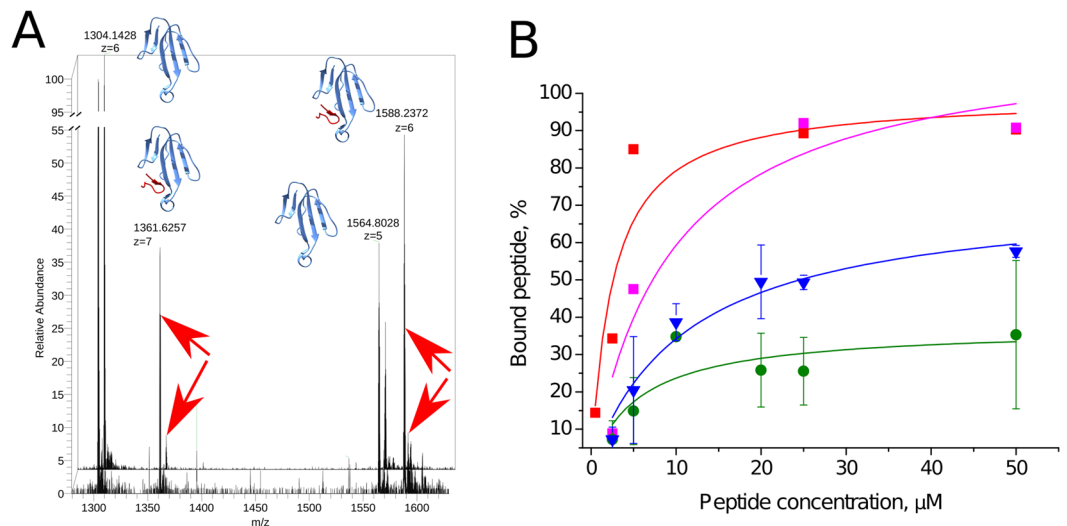 A
1304.1428
z=6
1588.2372
z=6
1361.6257
z=7
1564.8028
z=5
100
95
55
50
45
40
35
30
25
20
15
10
5
0
Relative Abundance
1300 1350 1400 1450 1500 1550 1600
m/z
B
100
90
80
70
60
50
40
30
20
10
Bound peptide, %
0 10 20 30 40 50
Peptide concentration, µM